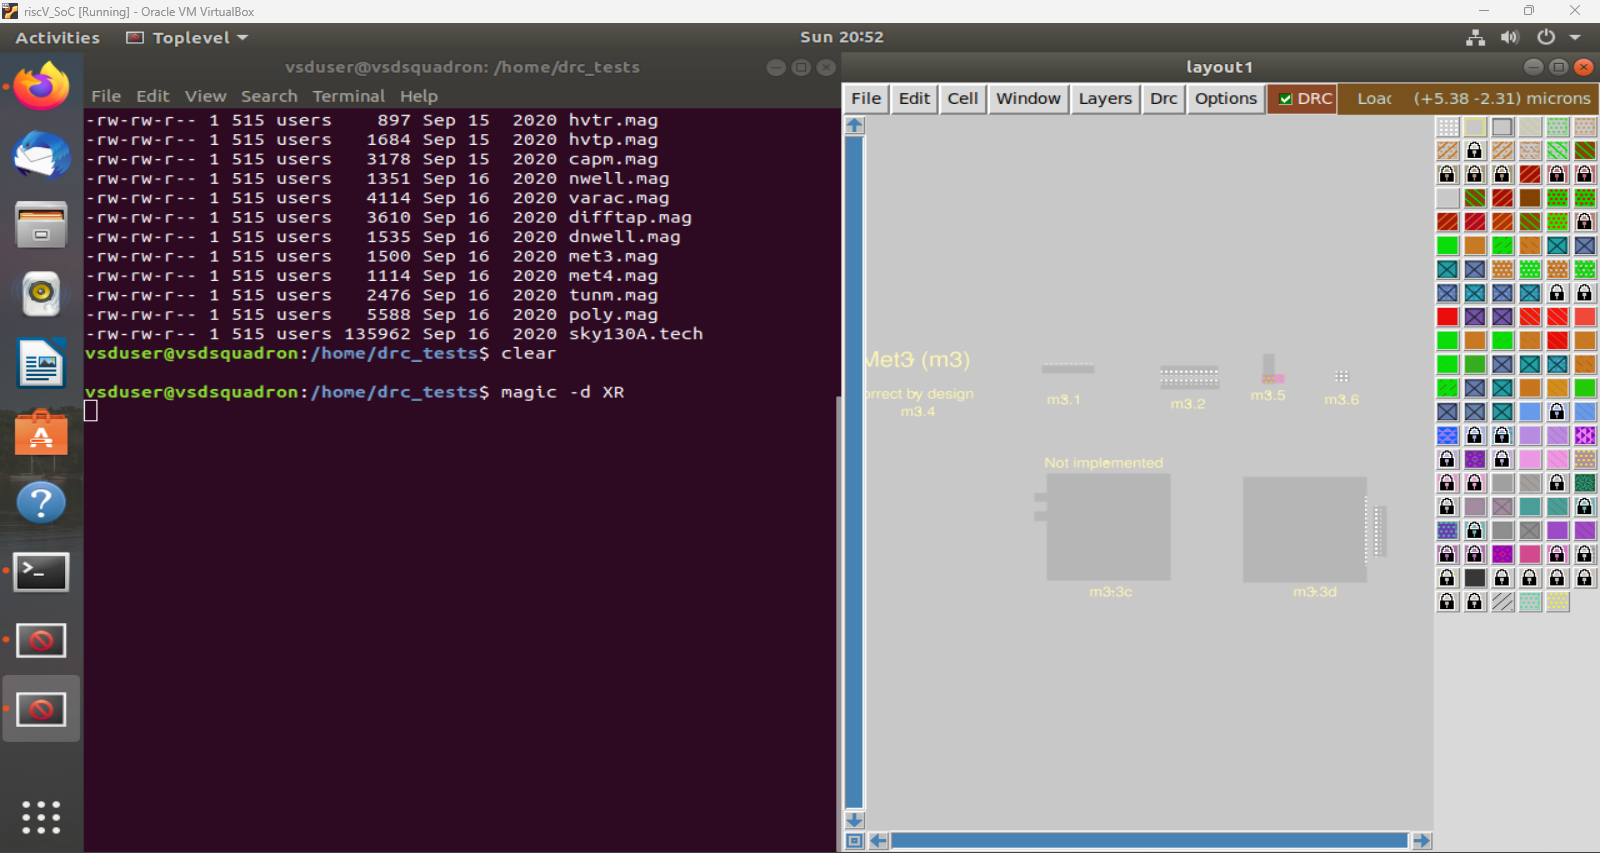 riscV_SoC [Running] - Oracle VM VirtualBox
Activities Toplevel Sun 20:52
vsduser@vsdsquadron: /home/drc_tests
File Edit View Search Terminal Help
-rw-rw-r-- 1 515 users    897 Sep 15  2020 hvtr.mag
-rw-rw-r-- 1 515 users   1684 Sep 15  2020 hvtp.mag
-rw-rw-r-- 1 515 users   3178 Sep 15  2020 capm.mag
-rw-rw-r-- 1 515 users   1351 Sep 16  2020 nwell.mag
-rw-rw-r-- 1 515 users   4114 Sep 16  2020 varac.mag
-rw-rw-r-- 1 515 users   3610 Sep 16  2020 difftap.mag
-rw-rw-r-- 1 515 users   1535 Sep 16  2020 dnwell.mag
-rw-rw-r-- 1 515 users   1500 Sep 16  2020 met3.mag
-rw-rw-r-- 1 515 users   1114 Sep 16  2020 met4.mag
-rw-rw-r-- 1 515 users   2476 Sep 16  2020 tunm.mag
-rw-rw-r-- 1 515 users   5588 Sep 16  2020 poly.mag
-rw-rw-r-- 1 515 users 135962 Sep 16  2020 sky130A.tech
vsduser@vsdsquadron:/home/drc_tests$ clear
vsduser@vsdsquadron:/home/drc_tests$ magic -d XR
layout1
File Edit Cell Window Layers Drc Options DRC Loac (+5.38 -2.31) microns
Met3 (m3)
orrect by design
m3.4
m3.1
m3.2
m3.5
m3.6
Not implemented
m3.3c
m3.3d